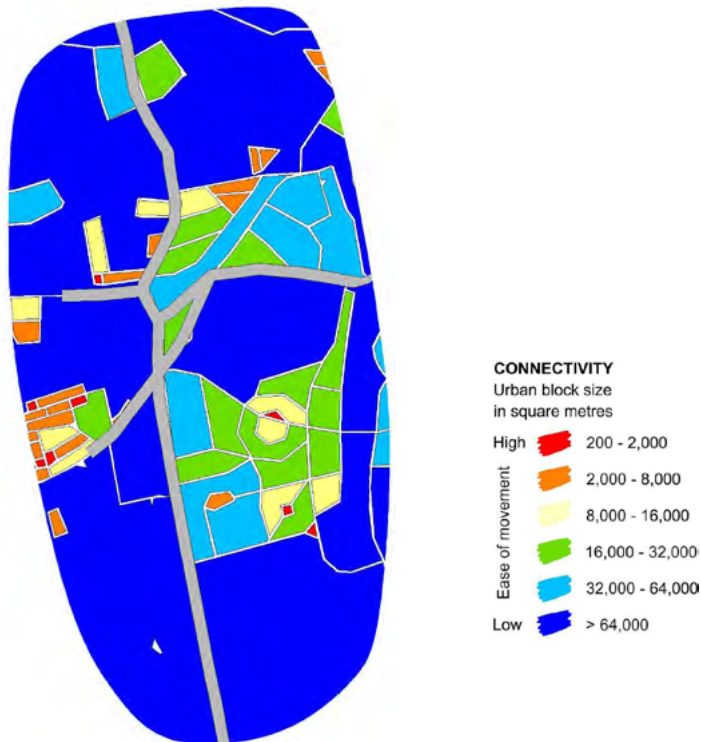 CONNECTIVITY
Urban block size
in square metres
High 200 - 2,000
2,000 - 8,000
8,000 - 16,000
16,000 - 32,000
32,000 - 64,000
Low > 64,000
Ease of movement